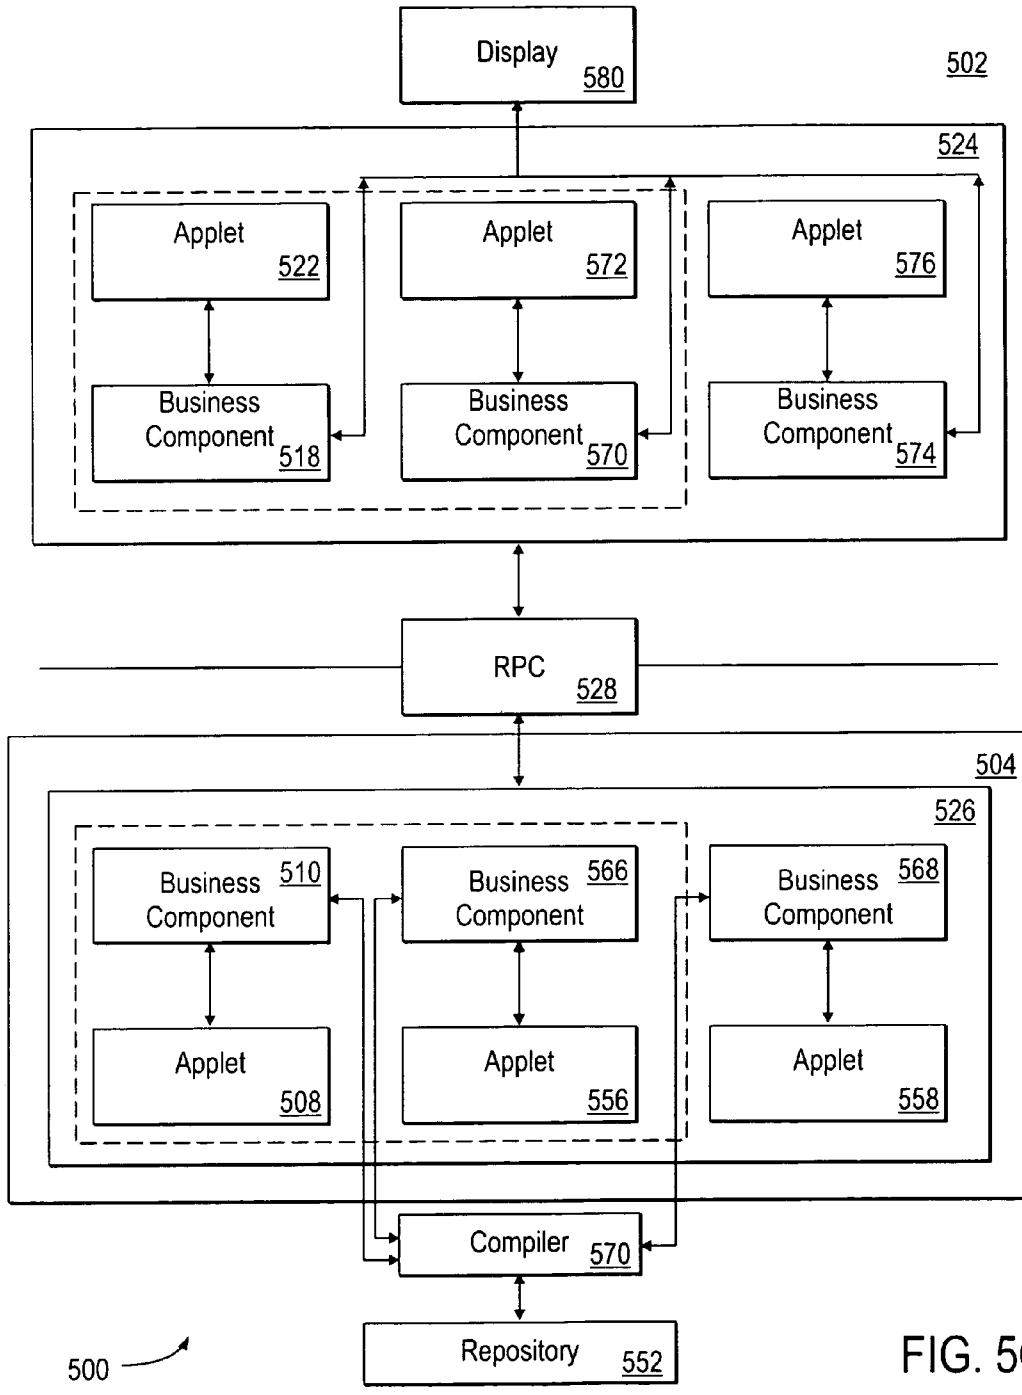 Display
580
502
524
Applet
522
Applet
572
Applet
576
Business
Component
518
Business
Component
570
Business
Component
574
RPC
528
504
526
510
Business
Component
566
Business
Component
568
Business
Component
Applet
508
Applet
556
Applet
558
Compiler
570
Repository
552
500
FIG. 5